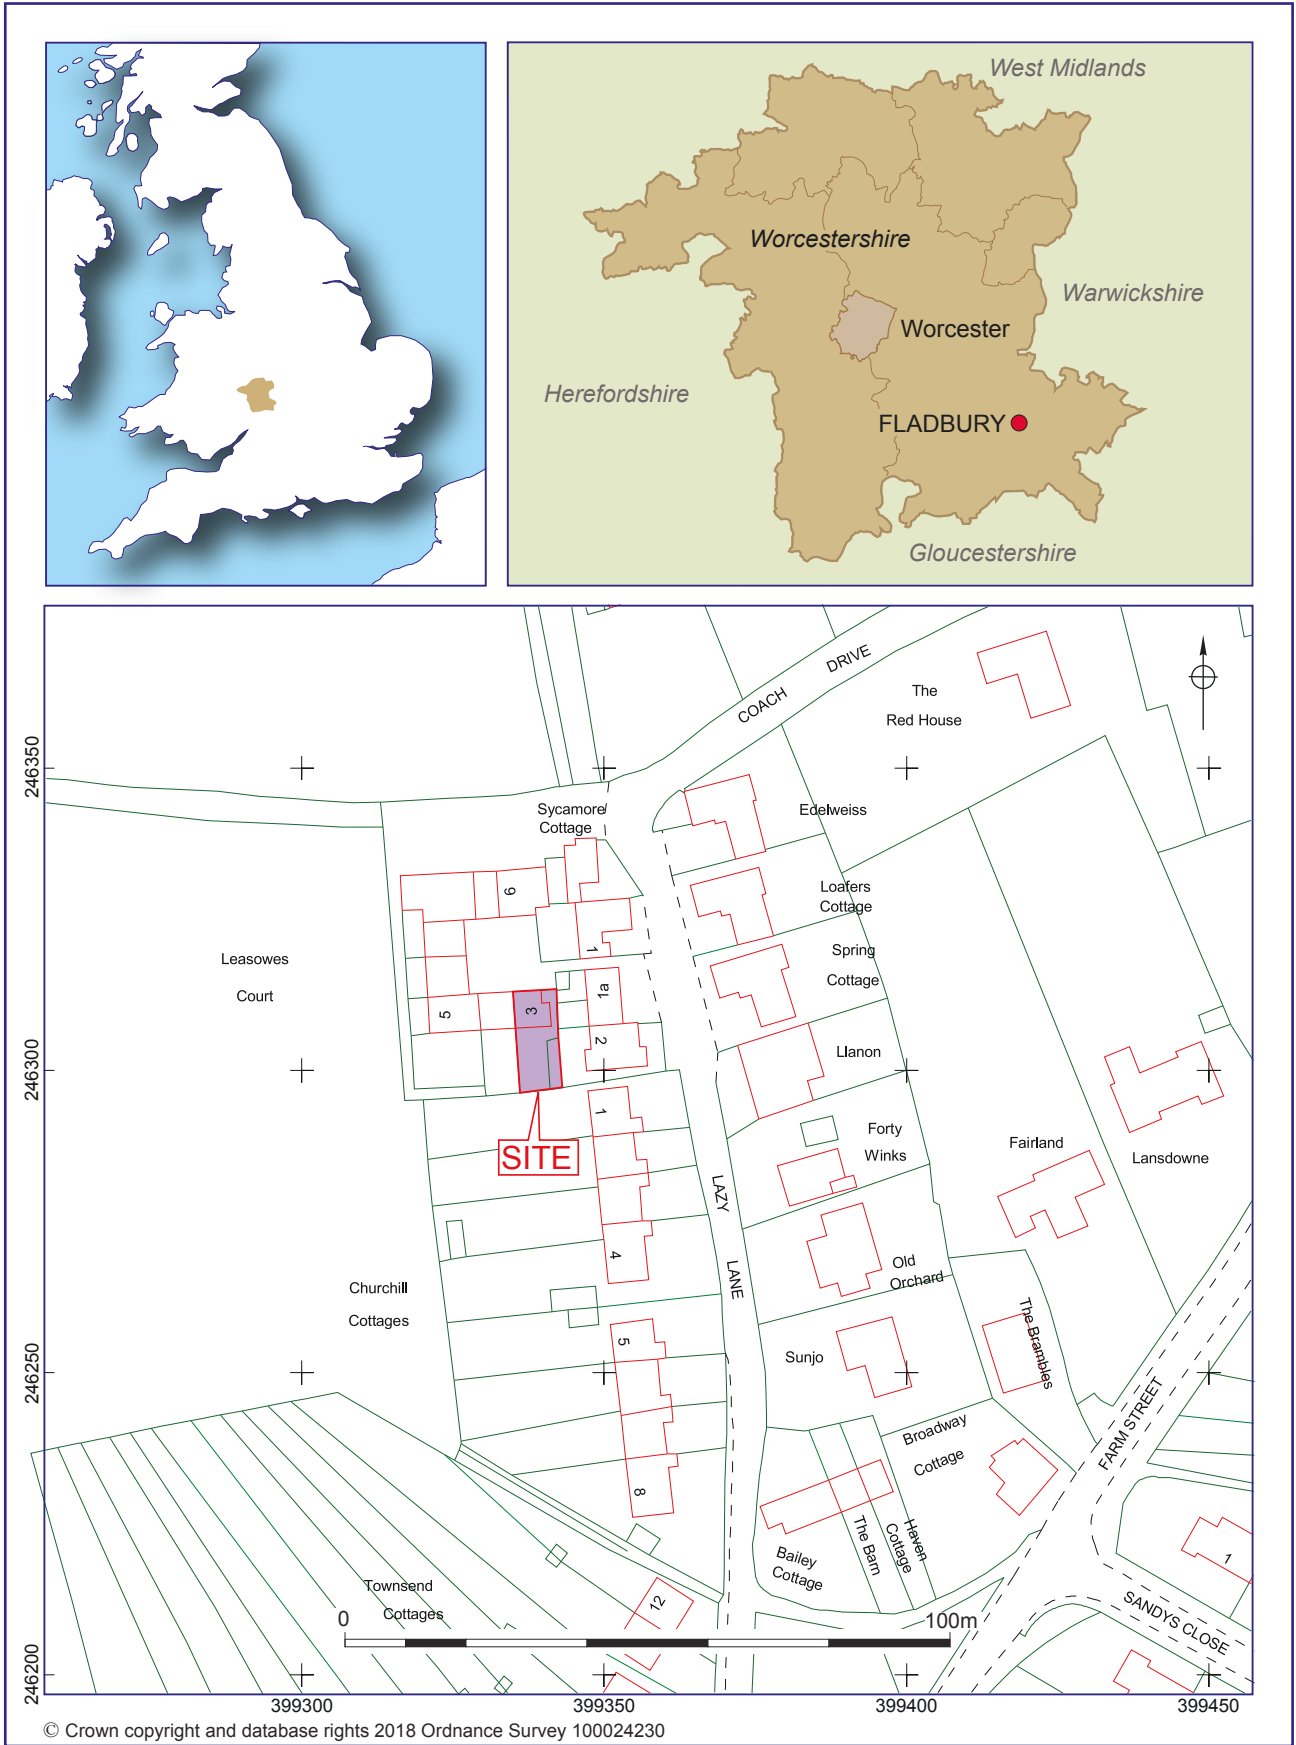 West Midlands
Worcestershire
Warwickshire
Worcester
Herefordshire
FLADBURY
Gloucestershire
COACH DRIVE
The
Red House
246350
Sycamore
Cottage
Edelweiss
6
Loafers
Cottage
1
Spring
Cottage
Leasowes
Court
1a
3
5
2
Llanon
246300
1
Forty
Winks
SITE
Fairland
Lansdowne
LAZY LANE
4
Old
Orchard
Churchill
Cottages
The Brambles
5
Sunjo
246250
Broadway
Cottage
FARM STREET
8
The Barn
Haven
Cottage
Bailey
Cottage
1
Townsend
Cottages
12
SANDYS CLOSE
0
100m
246200
399300
399350
399400
399450
© Crown copyright and database rights 2018 Ordnance Survey 100024230